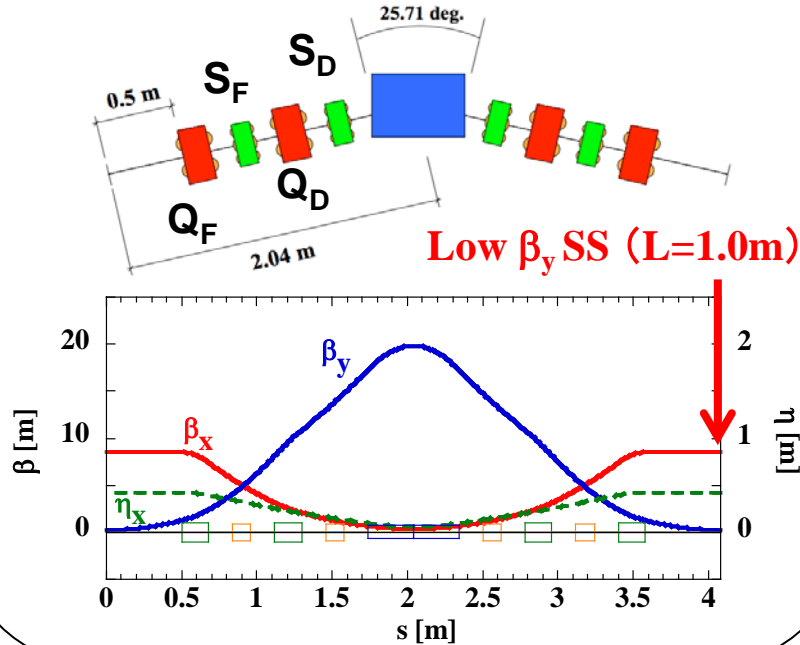 25.71 deg.
S_D
S_F
0.5 m
Q_D
Q_F
2.04 m
Low β_y SS (L=1.0m)
20
2
β_y
β [m]
10
β_x
1
η [m]
η_x
0
0
0 0.5 1 1.5 2 2.5 3 3.5 4
s [m]